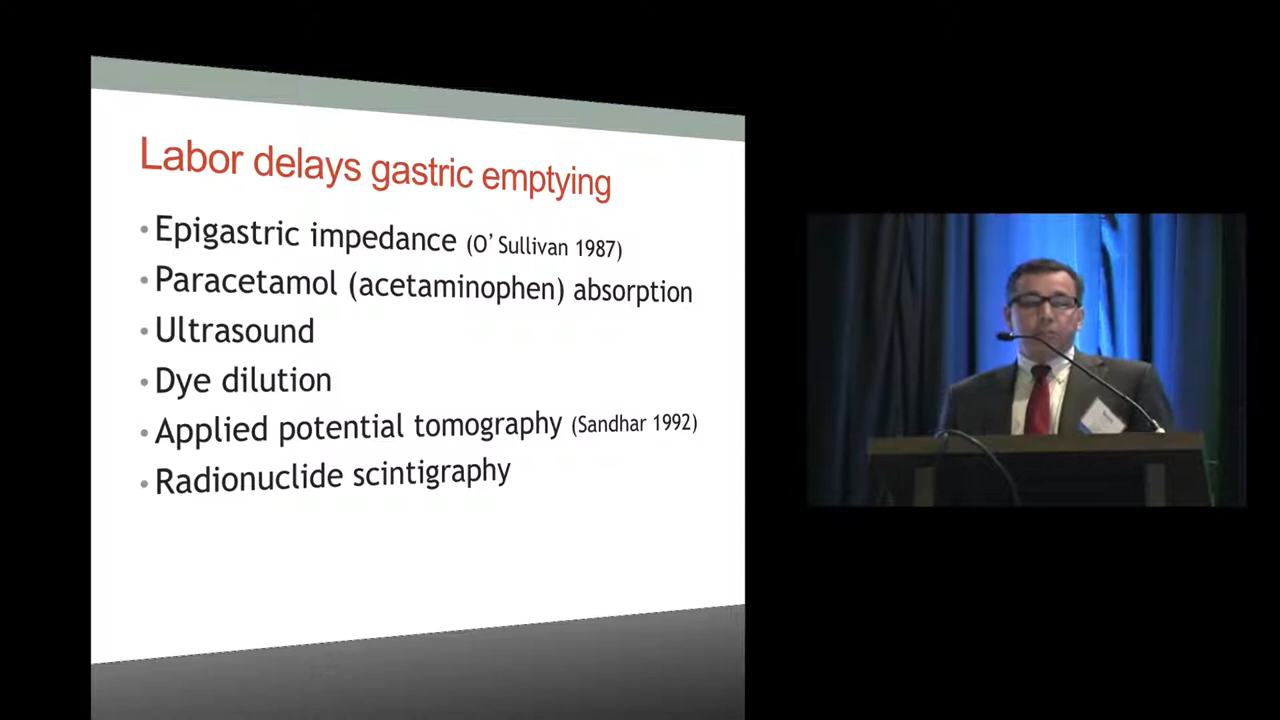 Labor delays gastric emptying
• Epigastric impedance (O’ Sullivan 1987)
• Paracetamol (acetaminophen) absorption
• Ultrasound
• Dye dilution
• Applied potential tomography (Sandhar 1992)
• Radionuclide scintigraphy